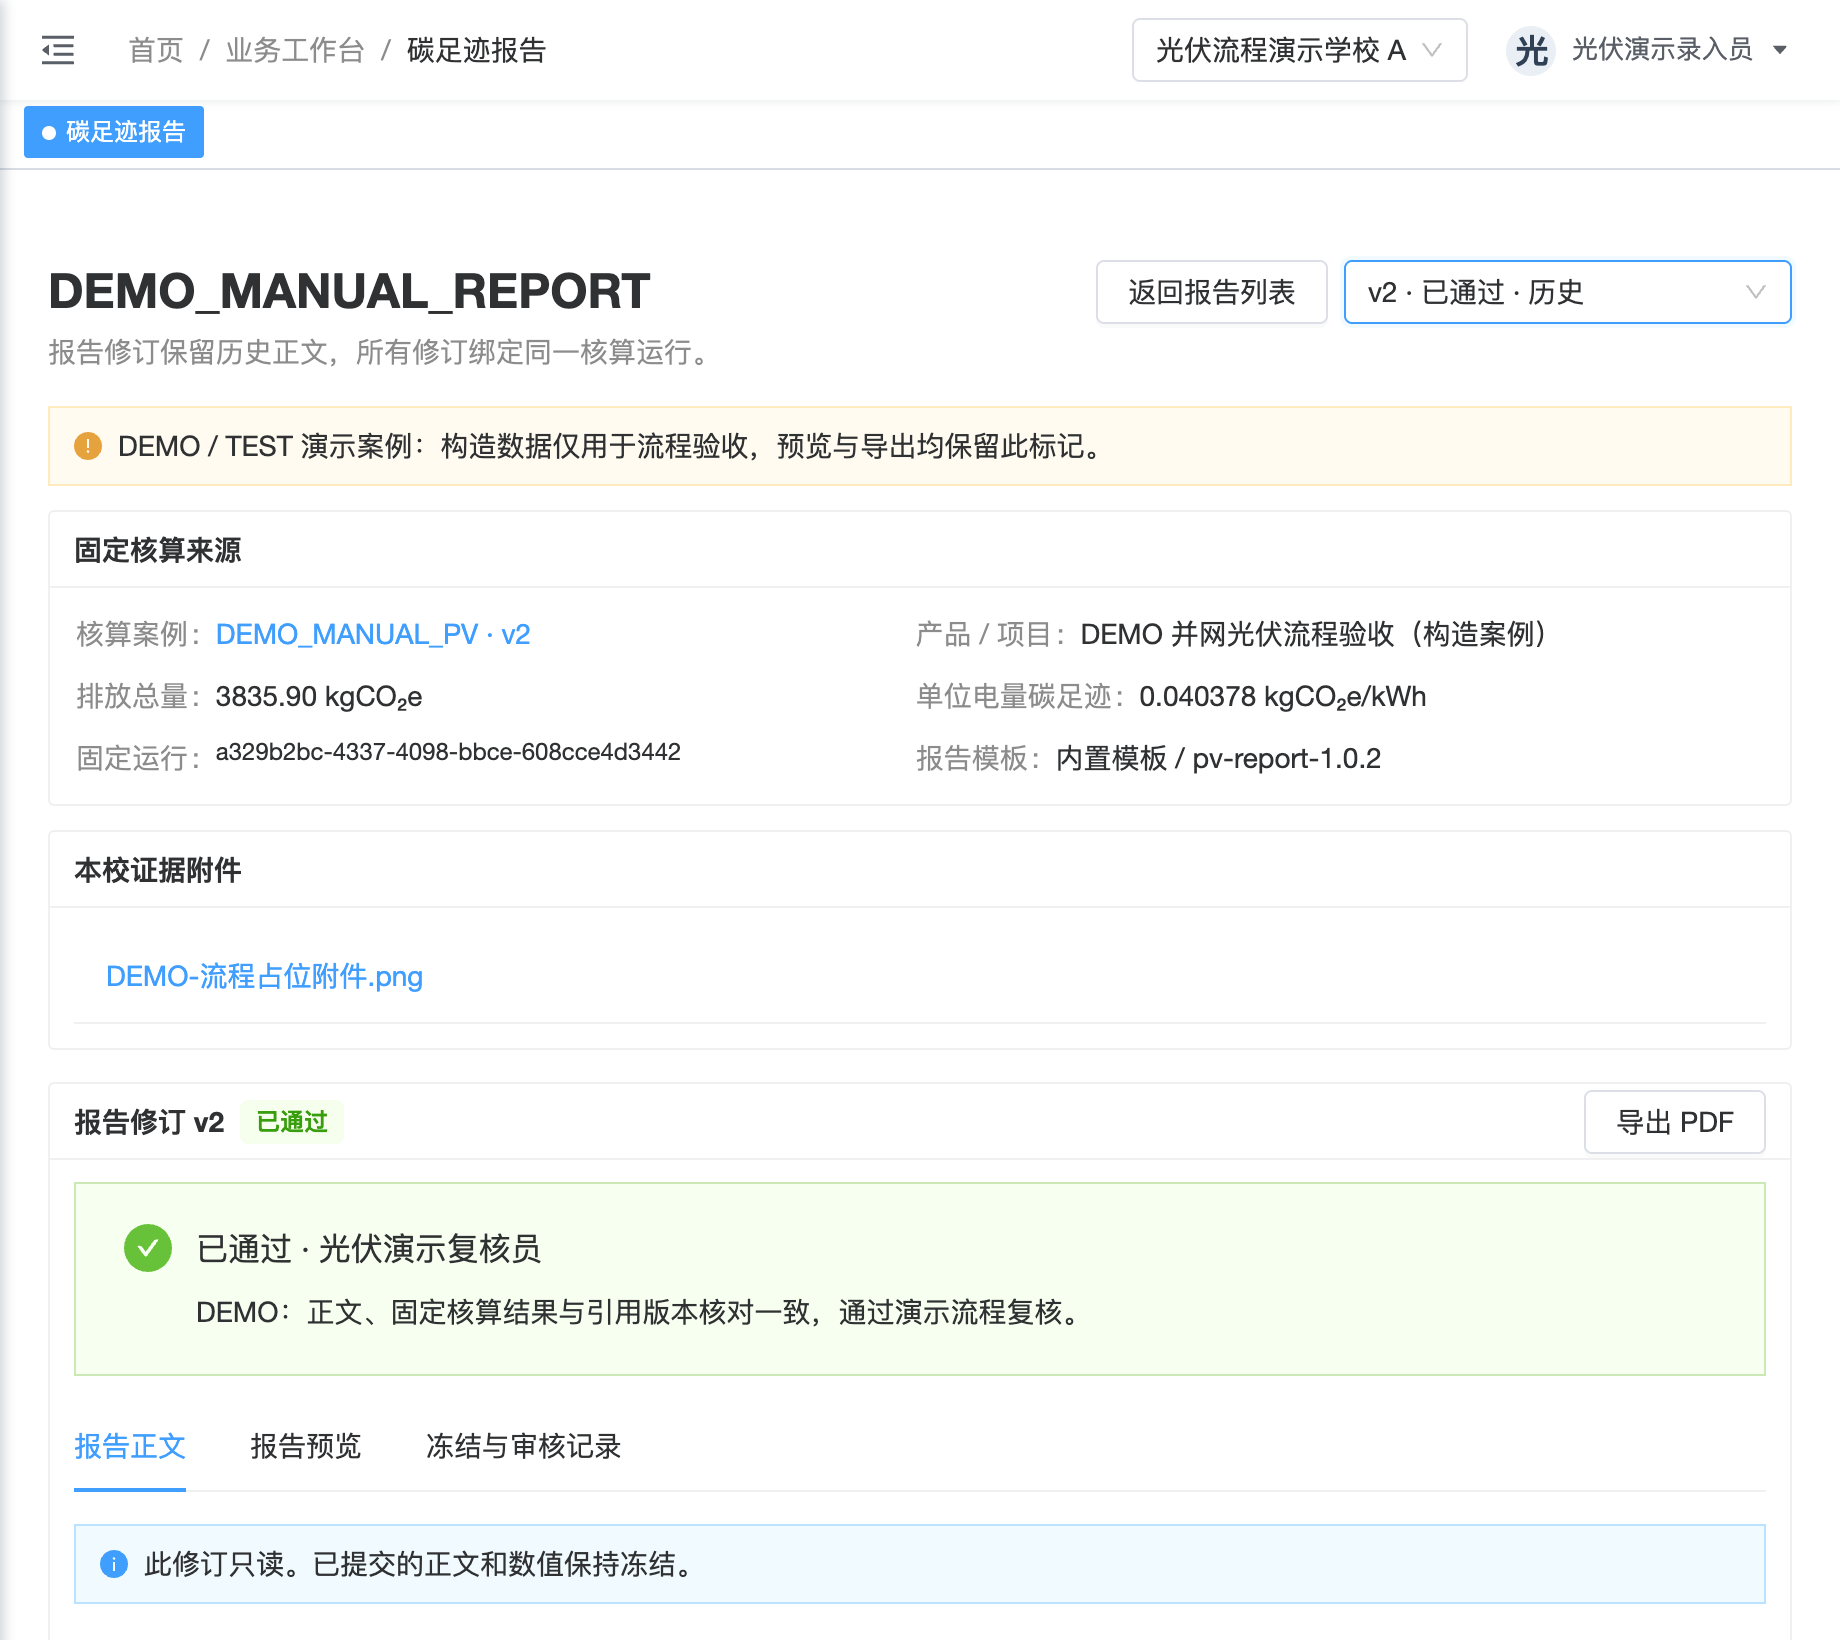 首页 / 业务工作台 / 碳足迹报告
光伏流程演示学校 A
光 光伏演示录入员
碳足迹报告
DEMO_MANUAL_REPORT
返回报告列表
v2 · 已通过 · 历史
报告修订保留历史正文，所有修订绑定同一核算运行。
DEMO / TEST 演示案例：构造数据仅用于流程验收，预览与导出均保留此标记。
固定核算来源
核算案例：DEMO_MANUAL_PV · v2
产品 / 项目：DEMO 并网光伏流程验收（构造案例）
排放总量：3835.90 kgCO₂e
单位电量碳足迹：0.040378 kgCO₂e/kWh
固定运行：a329b2bc-4337-4098-bbce-608cce4d3442
报告模板：内置模板 / pv-report-1.0.2
本校证据附件
DEMO-流程占位附件.png
报告修订 v2 已通过
导出 PDF
已通过 · 光伏演示复核员
DEMO：正文、固定核算结果与引用版本核对一致，通过演示流程复核。
报告正文 报告预览 冻结与审核记录
此修订只读。已提交的正文和数值保持冻结。